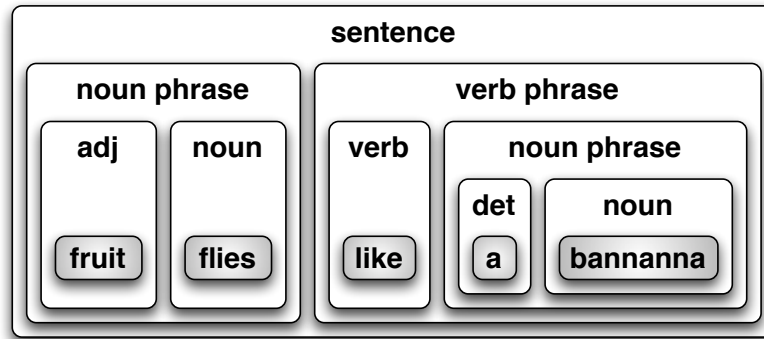 sentence
noun phrase verb phrase
adj noun verb noun phrase
det noun
fruit flies like a bannanna